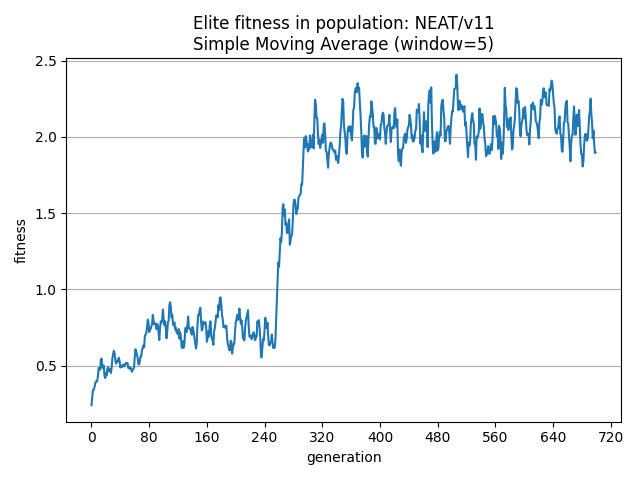 Elite fitness in population: NEAT/v11
Simple Moving Average (window=5)
2.5
2.0
1.5
1.0
0.5
fitness
0 80 160 240 320 400 480 560 640 720
generation